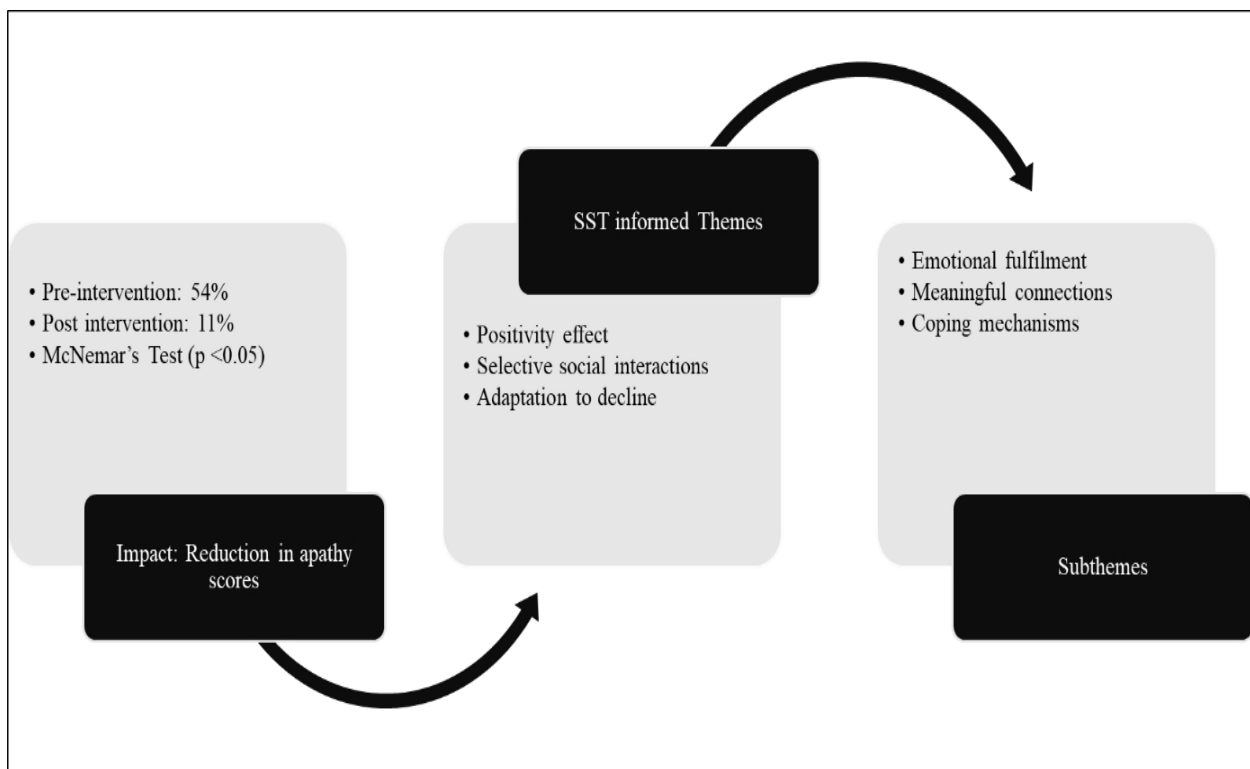 • Pre-intervention: 54%
• Post intervention: 11%
• McNemar's Test (p <0.05)
Impact: Reduction in apathy
scores
SST informed Themes
• Positivity effect
• Selective social interactions
• Adaptation to decline
• Emotional fulfilment
• Meaningful connections
• Coping mechanisms
Subthemes